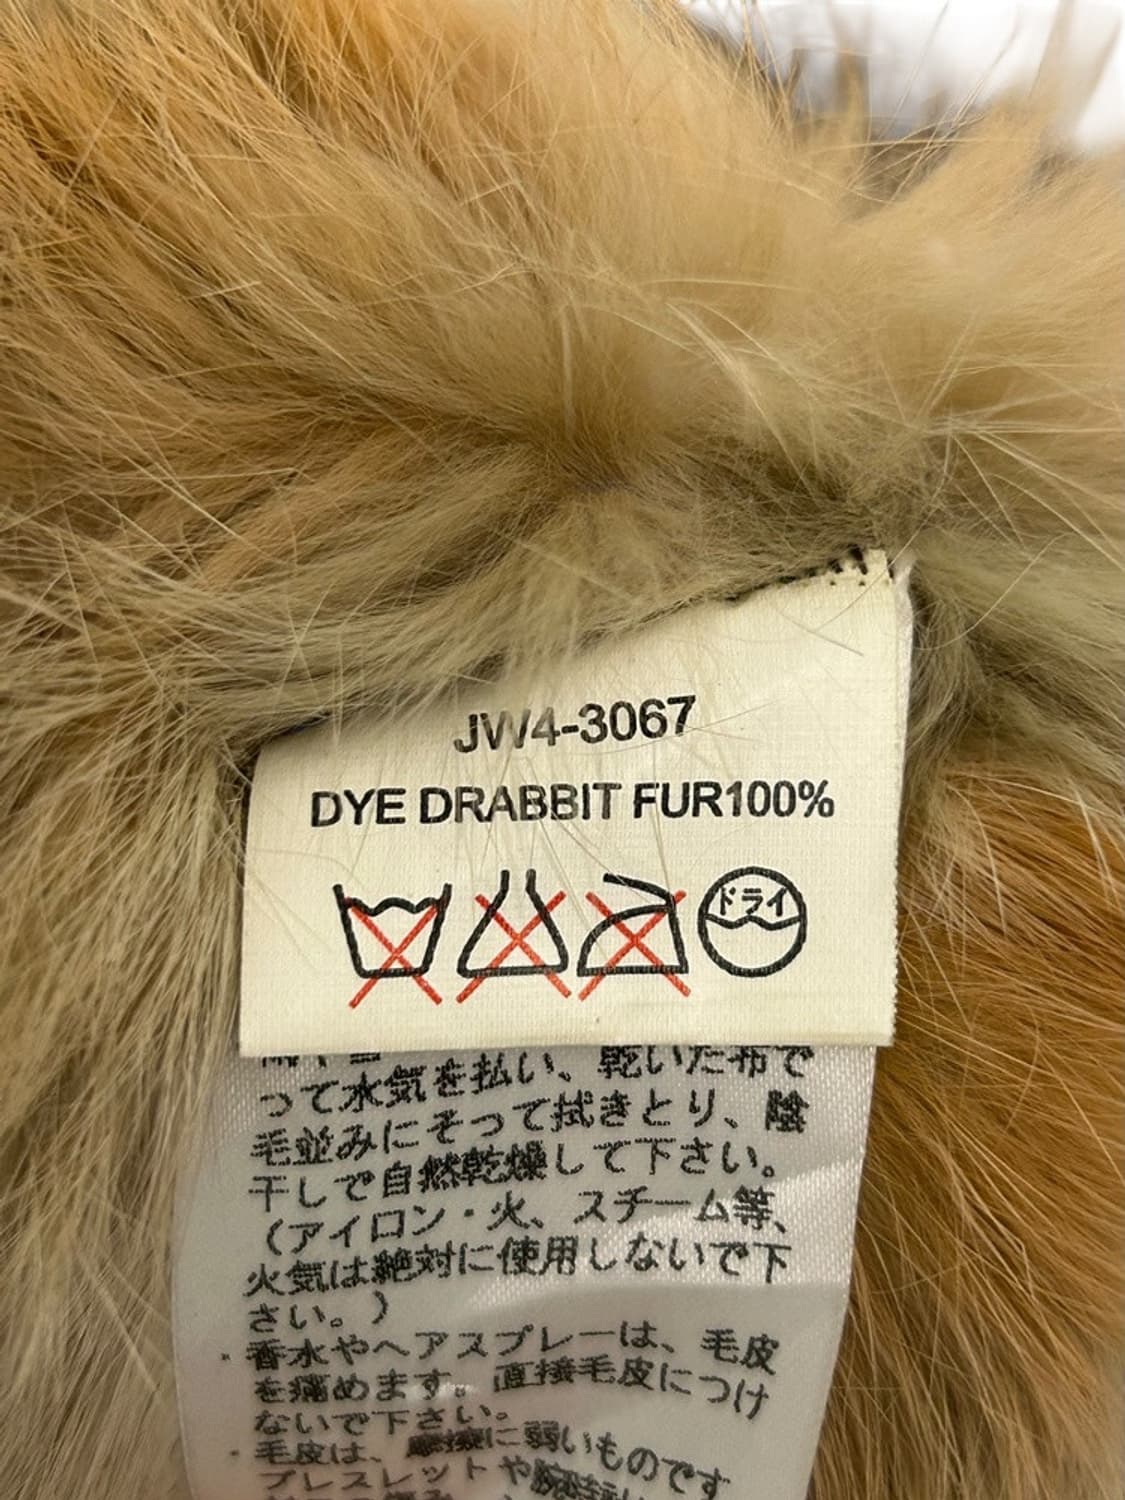 JW4-3067
DYE DRABBIT FUR100%
ドライ
って水気を払い、乾いた布で
毛並みにそって拭きとり、陰
干しで自然乾燥して下さい。
(アイロン・火、スチーム等、
火気は絶対に使用しないで下
さい。)
・香水やヘアスプレーは、毛皮
を痛めます。直接毛皮につけ
ないで下さい。
・毛皮は、摩擦に弱いものです
ブレスレットや腕時計